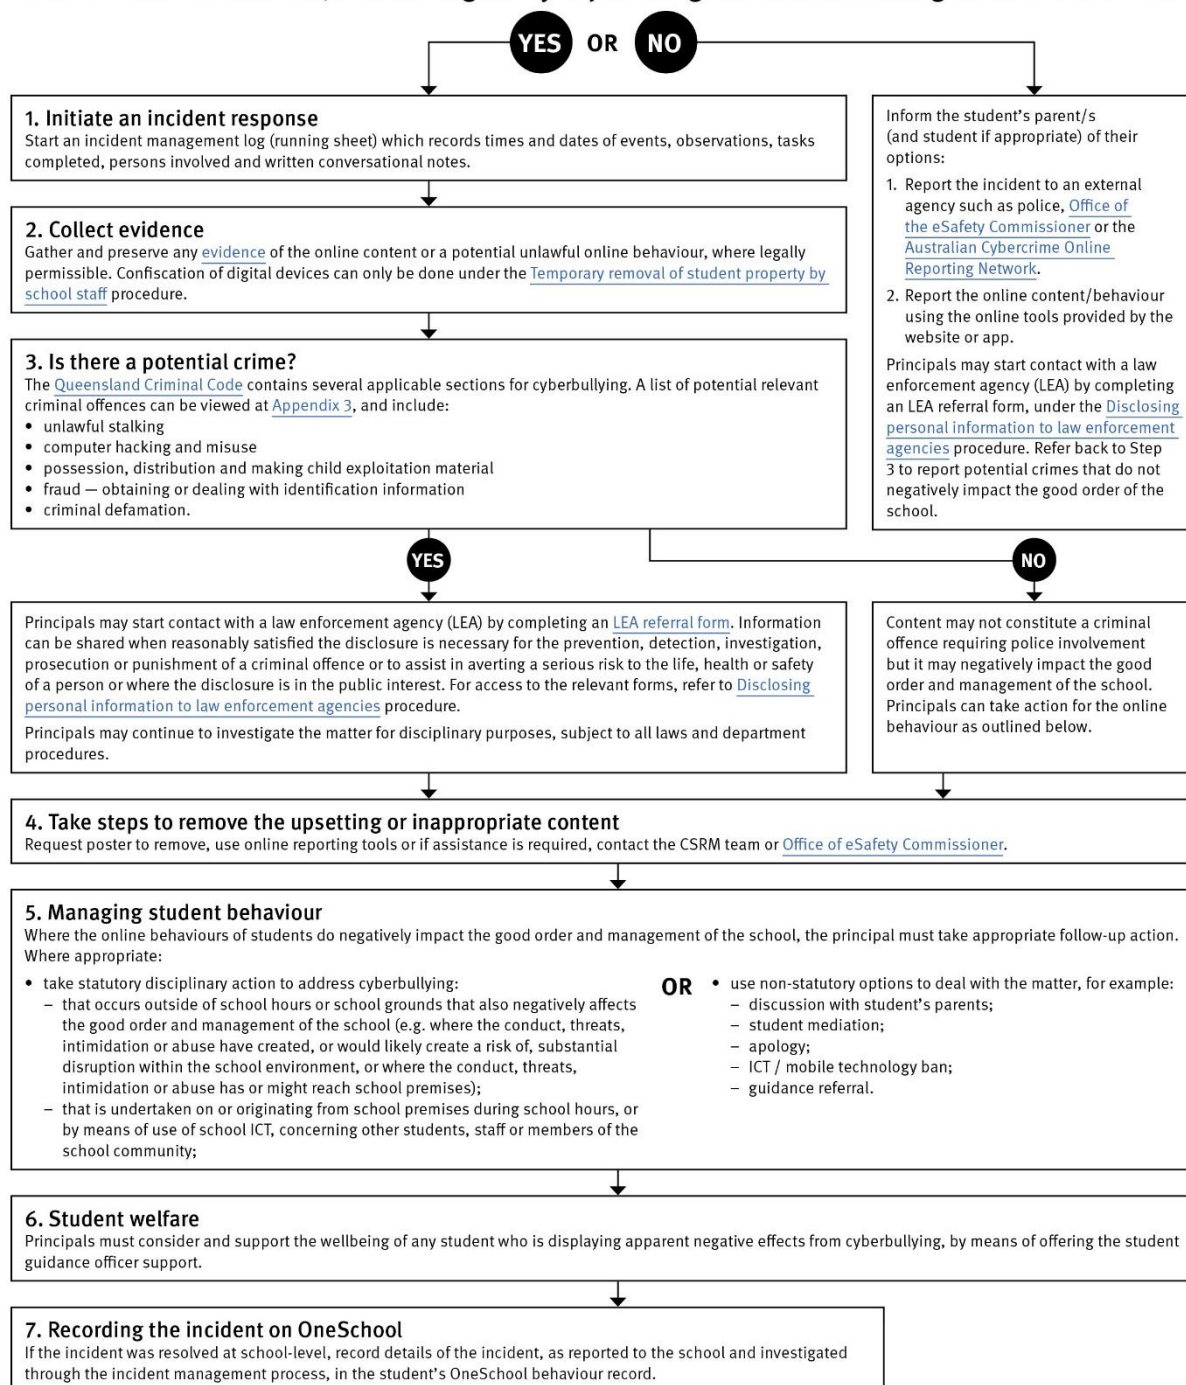 YES OR NO
1. Initiate an incident response
Start an incident management log (running sheet) which records times and dates of events, observations, tasks
completed, persons involved and written conversational notes.
2. Collect evidence
Gather and preserve any evidence of the online content or a potential unlawful online behaviour, where legally
permissible. Confiscation of digital devices can only be done under the Temporary removal of student property by
school staff procedure.
3. Is there a potential crime?
The Queensland Criminal Code contains several applicable sections for cyberbullying. A list of potential relevant
criminal offences can be viewed at Appendix 3, and include:
• unlawful stalking
• computer hacking and misuse
• possession, distribution and making child exploitation material
• fraud — obtaining or dealing with identification information
• criminal defamation.
Inform the student's parent/s
(and student if appropriate) of their
options:
1. Report the incident to an external
agency such as police, Office of
the eSafety Commissioner or the
Australian Cybercrime Online
Reporting Network.
2. Report the online content/behaviour
using the online tools provided by the
website or app.
Principals may start contact with a law
enforcement agency (LEA) by completing
an LEA referral form, under the Disclosing
personal information to law enforcement
agencies procedure. Refer back to Step
3 to report potential crimes that do not
negatively impact the good order of the
school.
YES
NO
Principals may start contact with a law enforcement agency (LEA) by completing an LEA referral form. Information
can be shared when reasonably satisfied the disclosure is necessary for the prevention, detection, investigation,
prosecution or punishment of a criminal offence or to assist in averting a serious risk to the life, health or safety
of a person or where the disclosure is in the public interest. For access to the relevant forms, refer to Disclosing
personal information to law enforcement agencies procedure.
Principals may continue to investigate the matter for disciplinary purposes, subject to all laws and department
procedures.
Content may not constitute a criminal
offence requiring police involvement
but it may negatively impact the good
order and management of the school.
Principals can take action for the online
behaviour as outlined below.
4. Take steps to remove the upsetting or inappropriate content
Request poster to remove, use online reporting tools or if assistance is required, contact the CSRM team or Office of eSafety Commissioner.
5. Managing student behaviour
Where the online behaviours of students do negatively impact the good order and management of the school, the principal must take appropriate follow-up action.
Where appropriate:
• take statutory disciplinary action to address cyberbullying:
– that occurs outside of school hours or school grounds that also negatively affects
the good order and management of the school (e.g. where the conduct, threats,
intimidation or abuse have created, or would likely create a risk of, substantial
disruption within the school environment, or where the conduct, threats,
intimidation or abuse has or might reach school premises);
– that is undertaken on or originating from school premises during school hours, or
by means of use of school ICT, concerning other students, staff or members of the
school community;
OR
• use non-statutory options to deal with the matter, for example:
– discussion with student's parents;
– student mediation;
– apology;
– ICT / mobile technology ban;
– guidance referral.
6. Student welfare
Principals must consider and support the wellbeing of any student who is displaying apparent negative effects from cyberbullying, by means of offering the student
guidance officer support.
7. Recording the incident on OneSchool
If the incident was resolved at school-level, record details of the incident, as reported to the school and investigated
through the incident management process, in the student's OneSchool behaviour record.